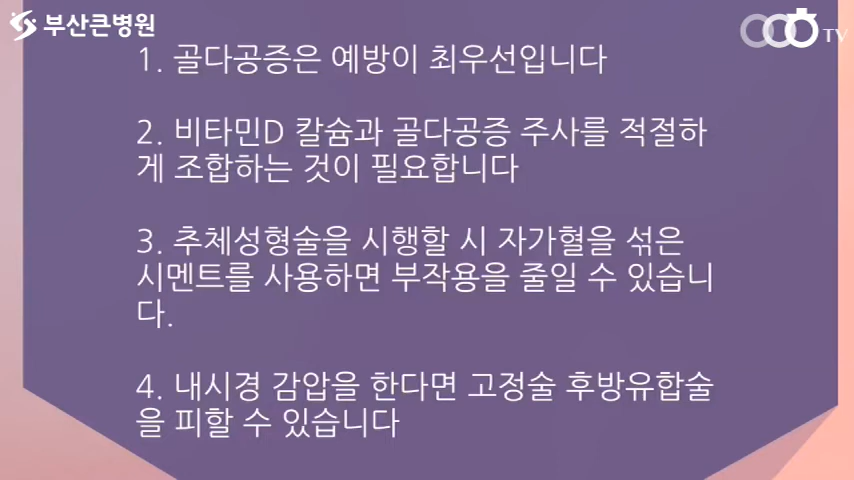 부산큰병원
TV
1. 골다공증은 예방이 최우선입니다
2. 비타민D 칼슘과 골다공증 주사를 적절하
게 조합하는 것이 필요합니다
3. 추체성형술을 시행할 시 자가혈을 섞은
시멘트를 사용하면 부작용을 줄일 수 있습니
다.
4. 내시경 감압을 한다면 고정술 후방유합술
을 피할 수 있습니다